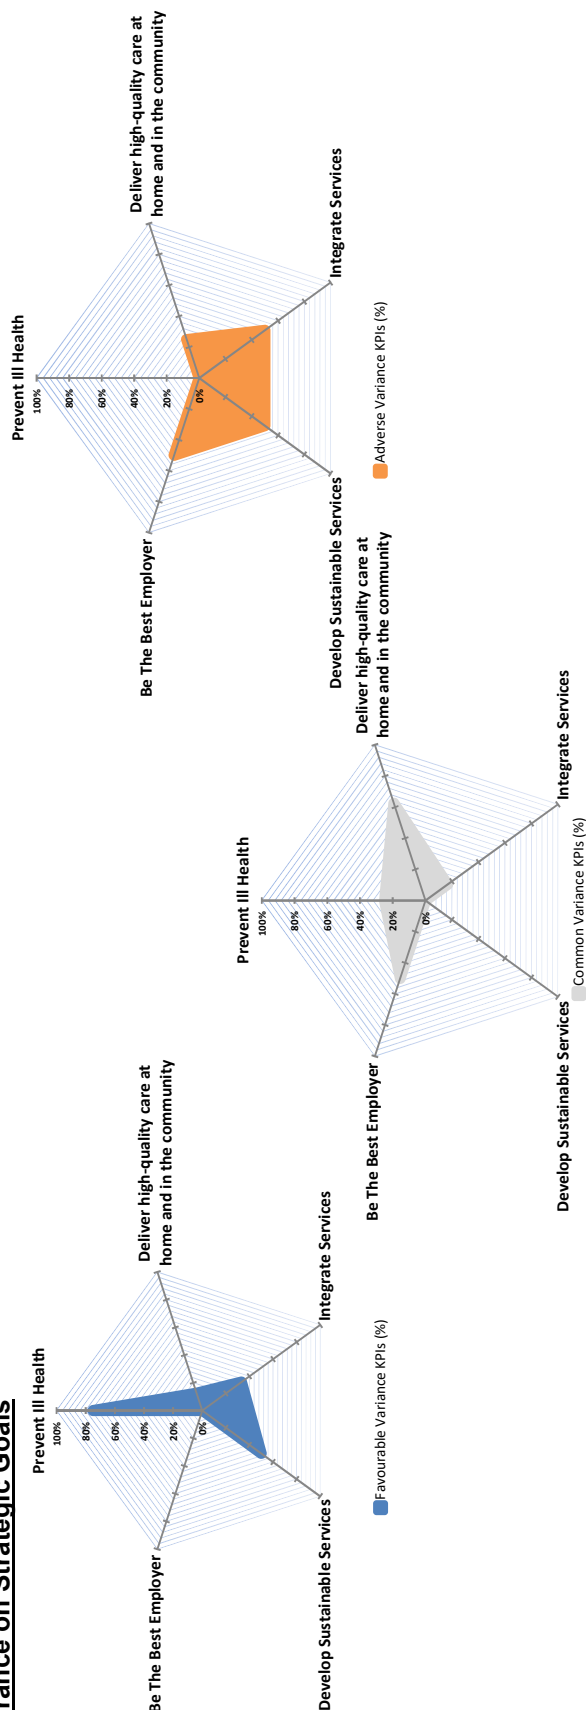 rance on Strategic Goals
Prevent Ill Health
100%
80%
60%
40%
20%
0%
Deliver high-quality care at
home and in the community
Integrate Services
Develop Sustainable Services
Be The Best Employer
Favourable Variance KPIs (%)
Prevent Ill Health
100%
80%
60%
40%
20%
0%
Deliver high-quality care at
home and in the community
Integrate Services
Develop Sustainable Services
Be The Best Employer
Common Variance KPIs (%)
Prevent Ill Health
100%
80%
60%
40%
20%
0%
Deliver high-quality care at
home and in the community
Integrate Services
Develop Sustainable Services
Be The Best Employer
Adverse Variance KPIs (%)